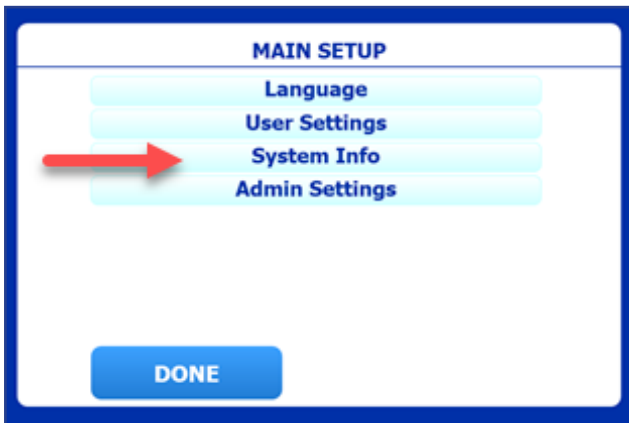 MAIN SETUP
Language
User Settings
System Info
Admin Settings
DONE